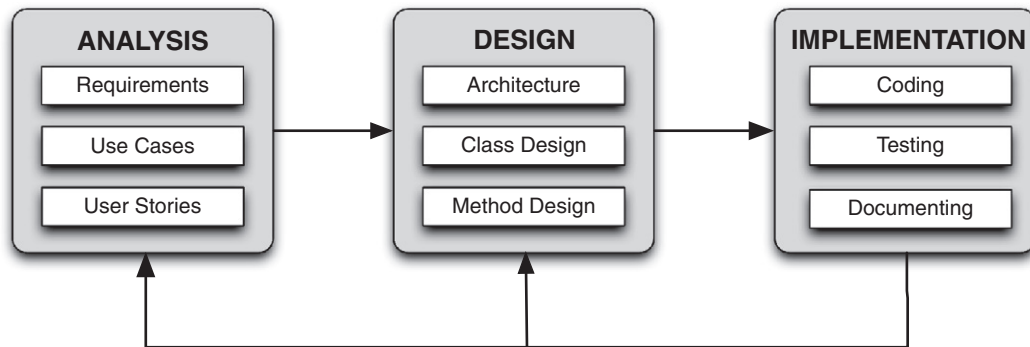 ANALYSIS
Requirements
Use Cases
User Stories
DESIGN
Architecture
Class Design
Method Design
IMPLEMENTATION
Coding
Testing
Documenting